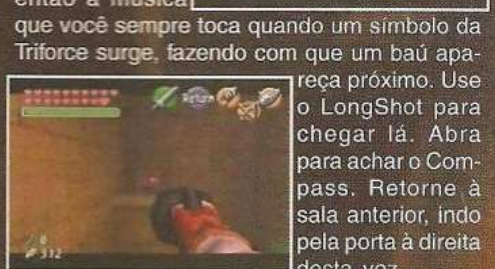 então a música
que você sempre toca quando um símbolo da
Triforce surge, fazendo com que um baú apa-
reça próximo. Use
o LongShot para
chegar lá. Abra
para achar o Com-
pass. Retorne à
sala anterior, indo
pela porta à direita
desta vez
Return
312